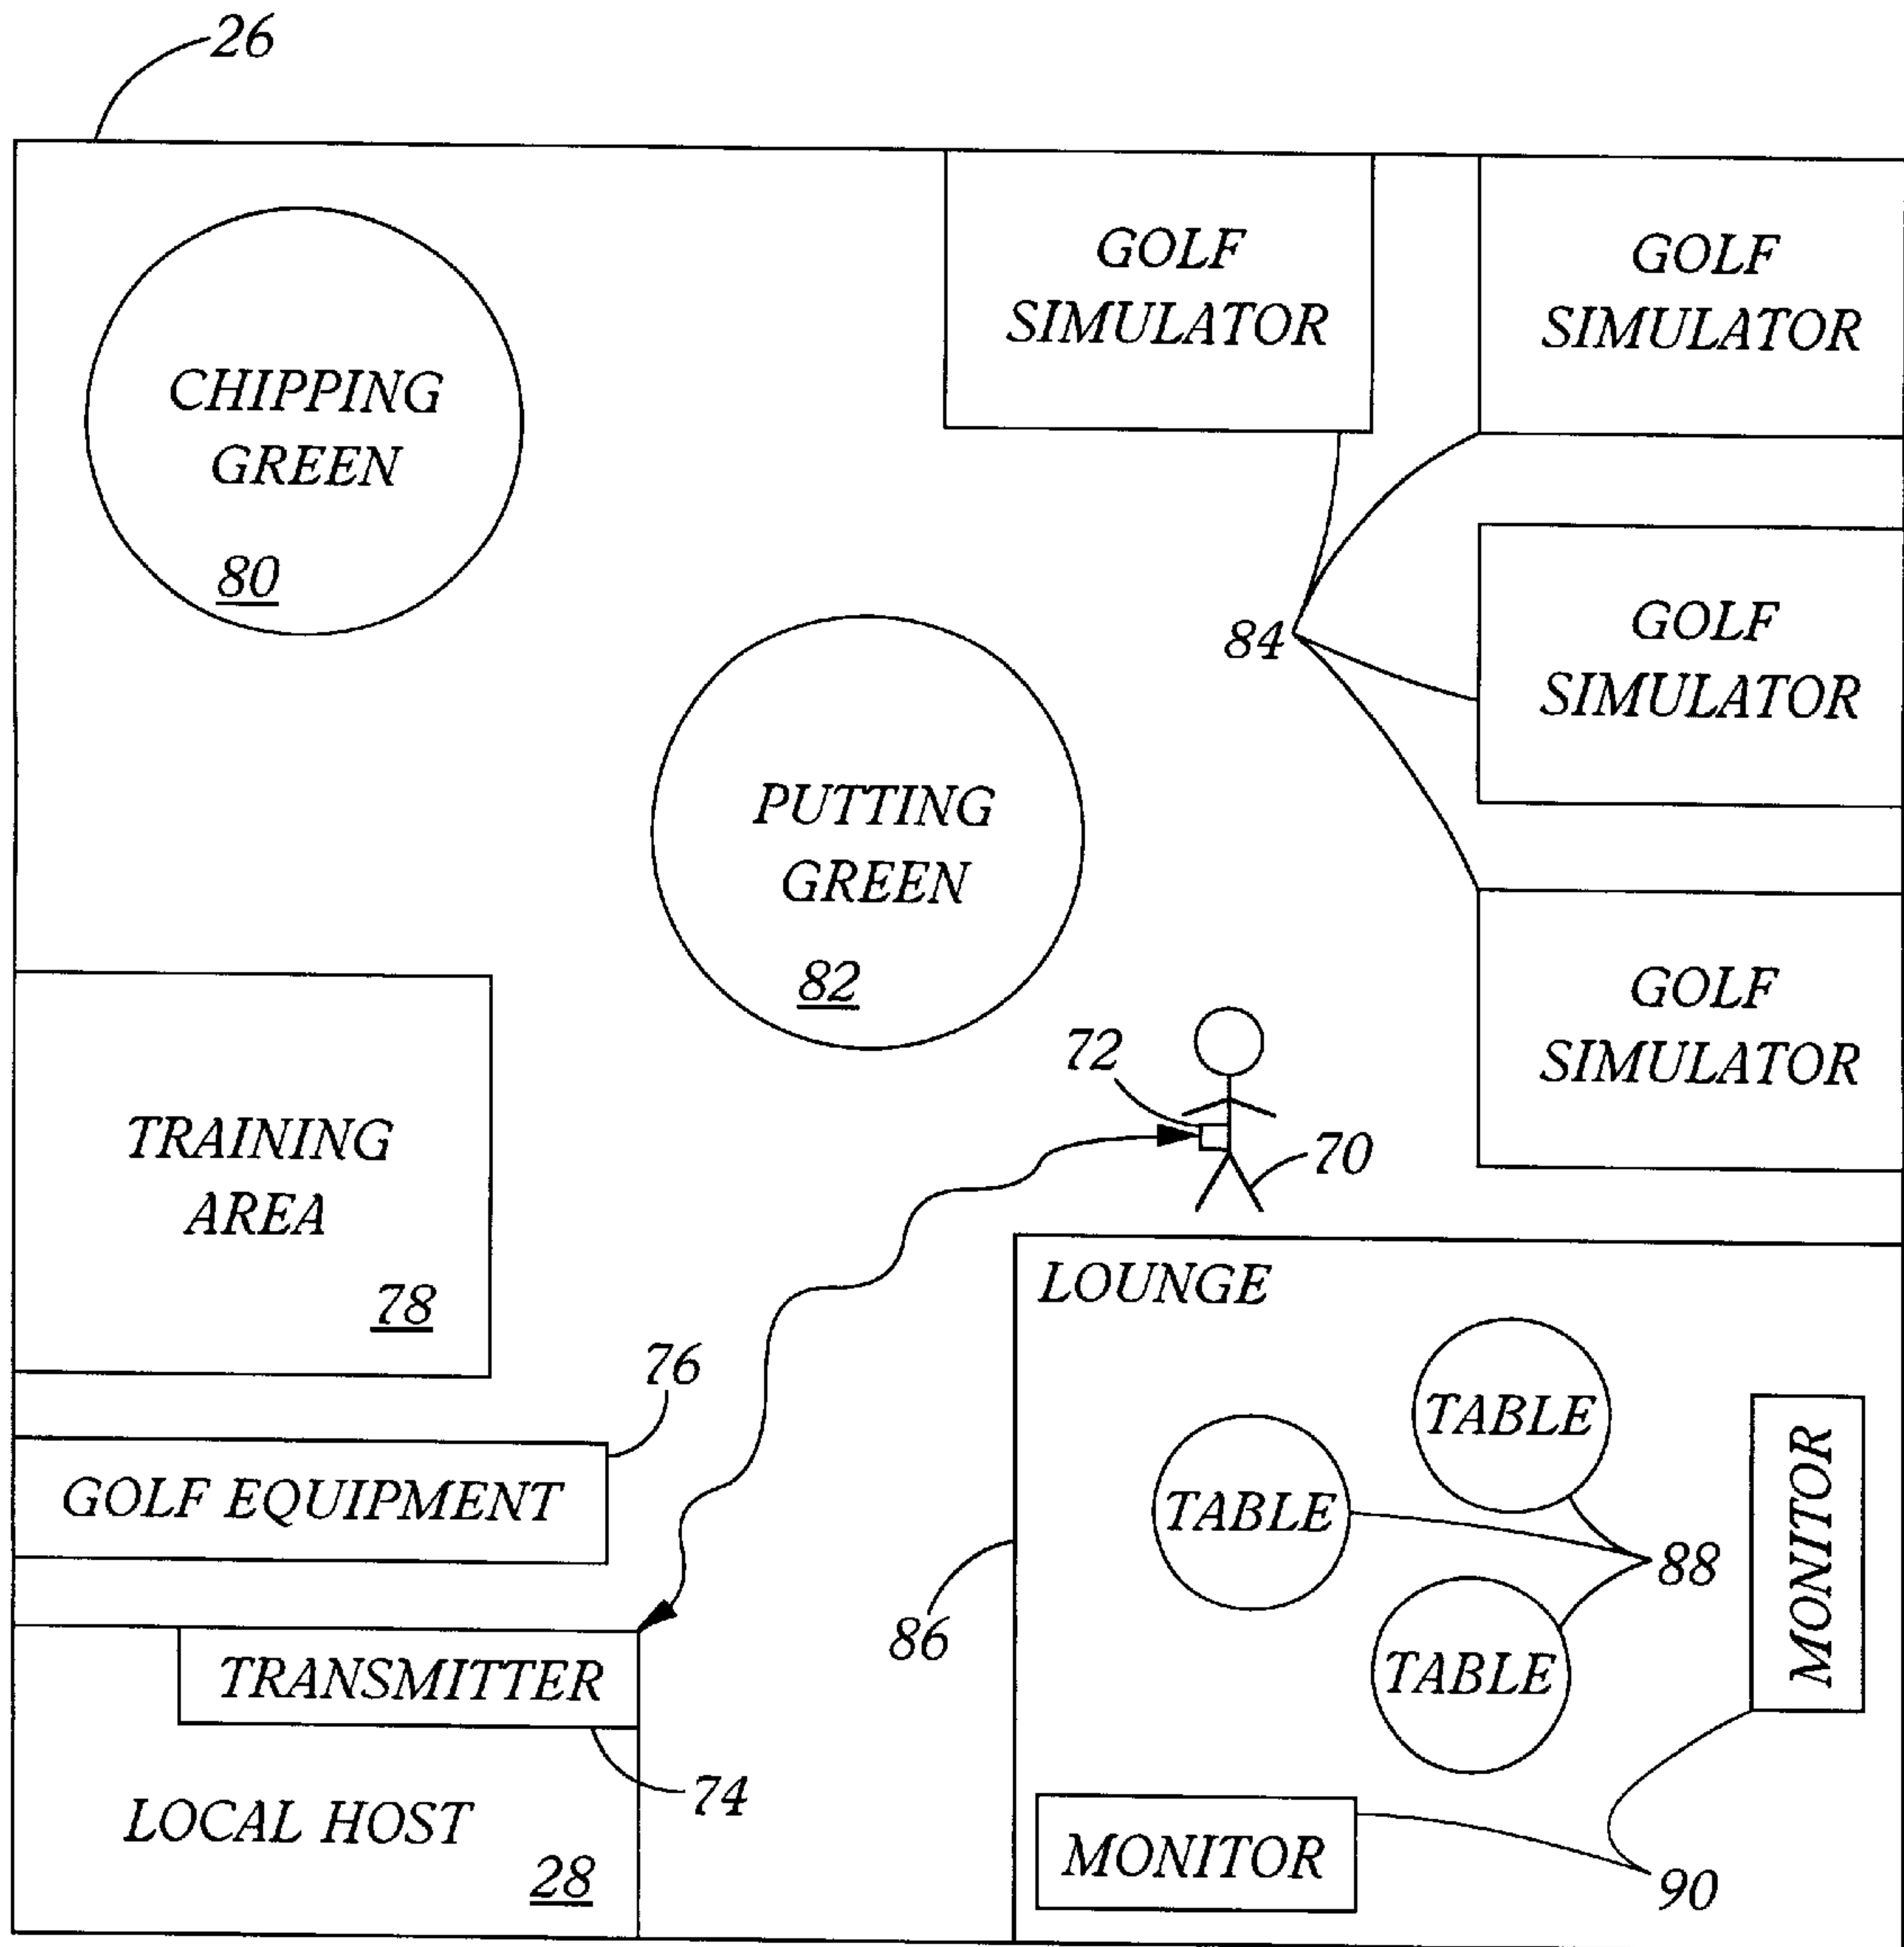 26
GOLF
SIMULATOR
GOLF
SIMULATOR
CHIPPING
GREEN
80
84
GOLF
SIMULATOR
PUTTING
GREEN
82
GOLF
SIMULATOR
72
70
TRAINING
AREA
78
76
GOLF EQUIPMENT
LOUNGE
TABLE
TABLE
TABLE
88
MONITOR
86
TRANSMITTER
74
LOCAL HOST
28
MONITOR
90